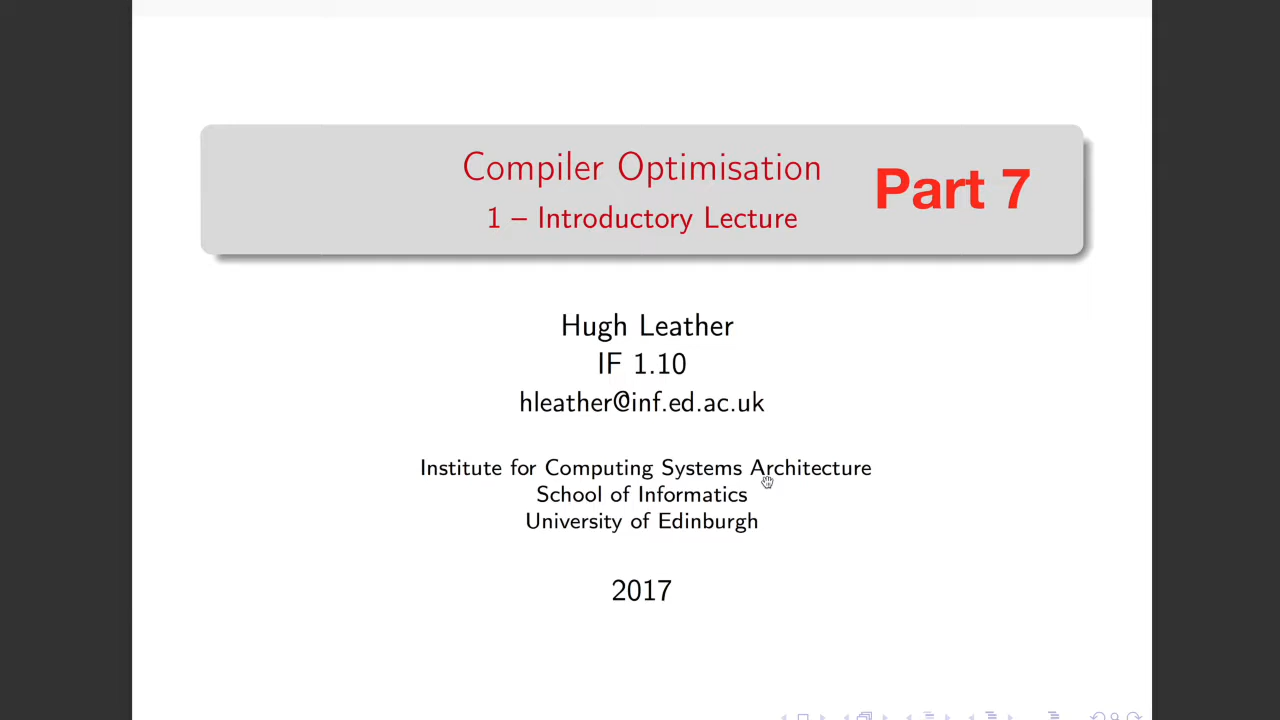 Compiler Optimisation
1 – Introductory Lecture
Part 7
Hugh Leather
IF 1.10
hleather@inf.ed.ac.uk
Institute for Computing Systems Architecture
School of Informatics
University of Edinburgh
2017